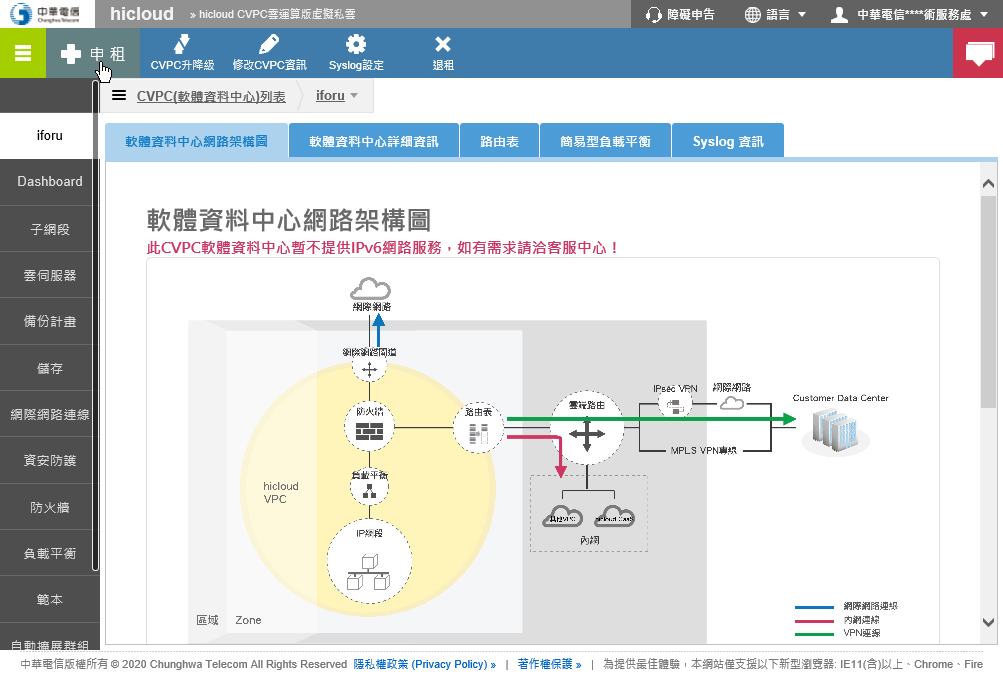 中華電信
Chunghwa Telecom
hicloud
» hicloud CVPC雲運算版虛擬私雲
障礙申告
語言
中華電信****術服務處
申 租
CVPC升降級
修改CVPC資訊
Syslog設定
退租
CVPC(軟體資料中心)列表
iforu
iforu
Dashboard
子網段
雲伺服器
備份計畫
儲存
網際網路連線
資安防護
防火牆
負載平衡
範本
自動擴展群組
軟體資料中心網路架構圖
軟體資料中心詳細資訊
路由表
簡易型負載平衡
Syslog 資訊
軟體資料中心網路架構圖
此CVPC軟體資料中心暫不提供IPv6網路服務，如有需求請洽客服中心！
網際網路
網際網路閘道
防火牆
路由表
雲端路由
IPsec VPN
網際網路
Customer Data Center
MPLS VPN專線
負載平衡
hicloud
VPC
IP網段
其他VPC
hicloud CaaS
內網
區域
Zone
網際網路連線
內網連線
VPN連線
中華電信版權所有 © 2020 Chunghwa Telecom All Rights Reserved 隱私權政策 (Privacy Policy) » | 著作權保護 » | 為提供最佳體驗，本網站僅支援以下新型瀏覽器: IE11(含)以上、Chrome、Fire